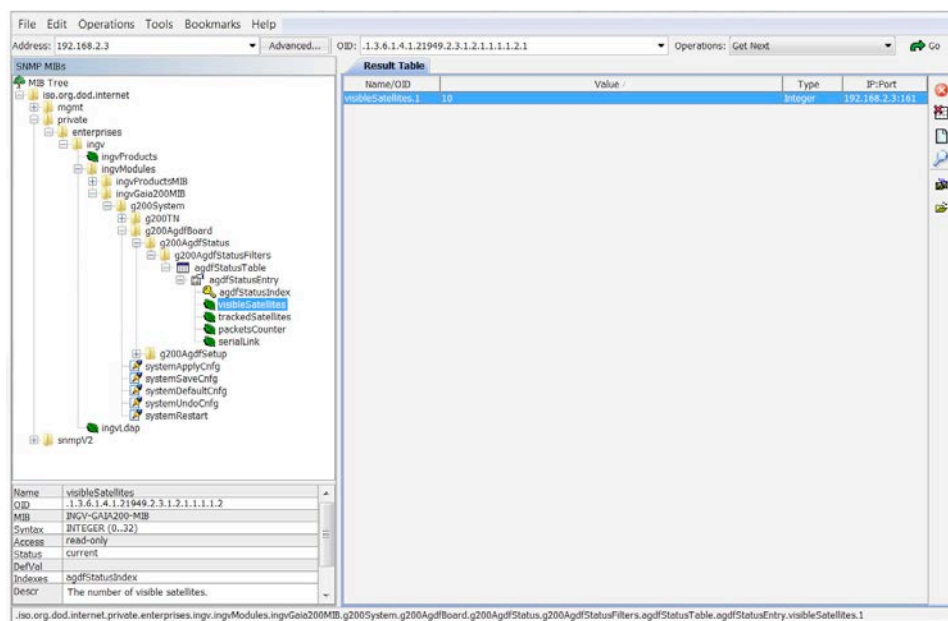 File Edit Operations Tools Bookmarks Help
Address: 192.168.2.3 Advanced... OID: .1.3.6.1.4.1.21949.2.3.1.2.1.1.1.1.2.1 Operations: Get Next Go
SNMP MIBs
MIB Tree
iso.org.dod.internet
mgmt
private
enterprises
ingv
ingvProducts
ingvModules
ingvProductsMIB
ingvGaia200MIB
g200System
g200TN
g200AgdfBoard
g200AgdfStatus
g200AgdfStatusFilters
agdfStatusTable
agdfStatusEntry
agdfStatusIndex
visibleSatellites
trackedSatellites
packetsCounter
serialLink
g200AgdfSetup
systemApplyCnfg
systemSaveCnfg
systemDefaultCnfg
systemUndoCnfg
systemRestart
ingvLdap
snmpV2
Name visibleSatellites
OID .1.3.6.1.4.1.21949.2.3.1.2.1.1.1.1.2
MIB INGV-GAIA200-MIB
Syntax INTEGER (0..32)
Access read-only
Status current
DefVal
Indexes agdfStatusIndex
Descr The number of visible satellites.
Result Table
Name/OID Value / Type IP:Port
visibleSatellites.1 10 Integer 192.168.2.3:161
.iso.org.dod.internet.private.enterprises.ingv.ingvModules.ingvGaia200MIB.g200System.g200AgdfBoard.g200AgdfStatus.g200AgdfStatusFilters.agdfStatusTable.agdfStatusEntry.visibleSatellites.1